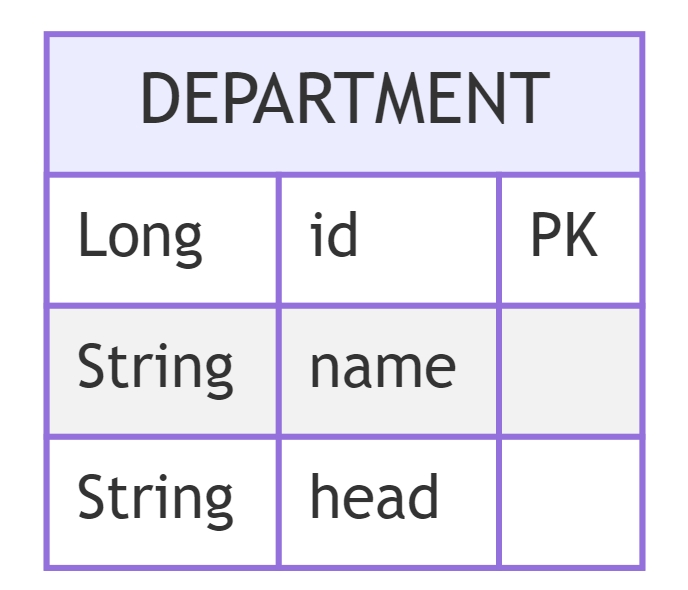 DEPARTMENT
Long id PK
String name
String head